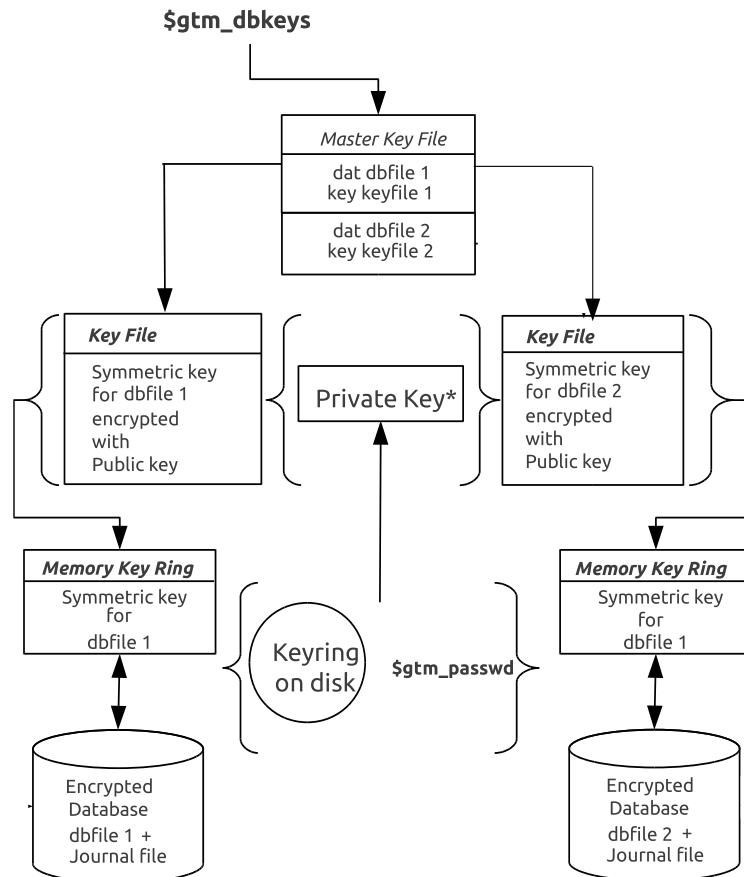 $gtm_dbkeys
Master Key File
dat dbfile 1
key keyfile 1
dat dbfile 2
key keyfile 2
Key File
Symmetric key
for dbfile 1
encrypted
with
Public key
Private Key*
Key File
Symmetric key
for dbfile 2
encrypted
with
Public key
Memory Key Ring
Symmetric key
for
dbfile 1
Keyring
on disk
$gtm_passwd
Memory Key Ring
Symmetric key
for
dbfile 1
Encrypted
Database
dbfile 1 +
Journal file
Encrypted
Database
dbfile 2 +
Journal file